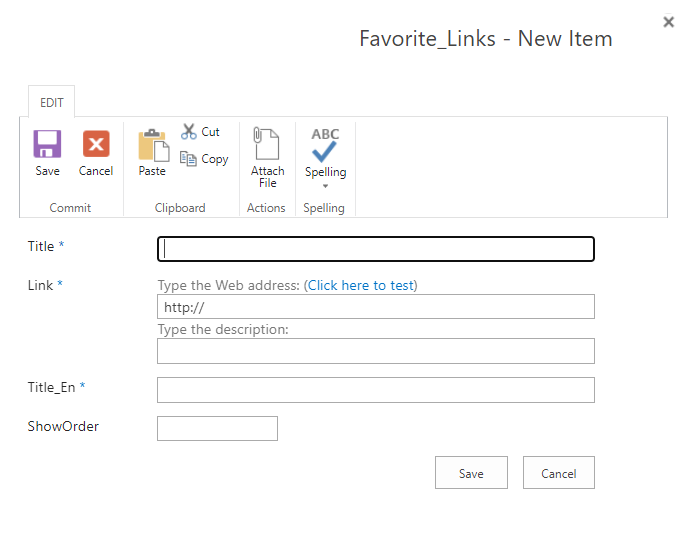 Favorite_Links - New Item
EDIT
Save
Cancel
Paste
Cut
Copy
Attach
File
ABC
Spelling
Commit
Clipboard
Actions
Spelling
Title *
Link *
Type the Web address: (Click here to test)
http://
Type the description:
Title_En *
ShowOrder
Save
Cancel